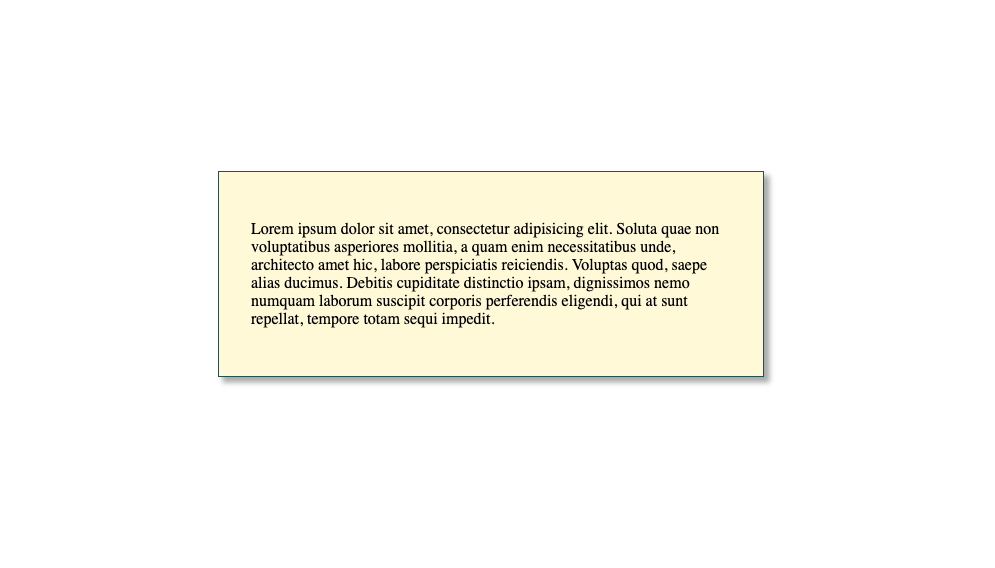 Lorem ipsum dolor sit amet, consectetur adipisicing elit. Soluta quae non
voluptatibus asperiores mollitia, a quam enim necessitatibus unde,
architecto amet hic, labore perspiciatis reiciendis. Voluptas quod, saepe
alias ducimus. Debitis cupiditate distinctio ipsam, dignissimos nemo
numquam laborum suscipit corporis perferendis eligendi, qui at sunt
repellat, tempore totam sequi impedit.